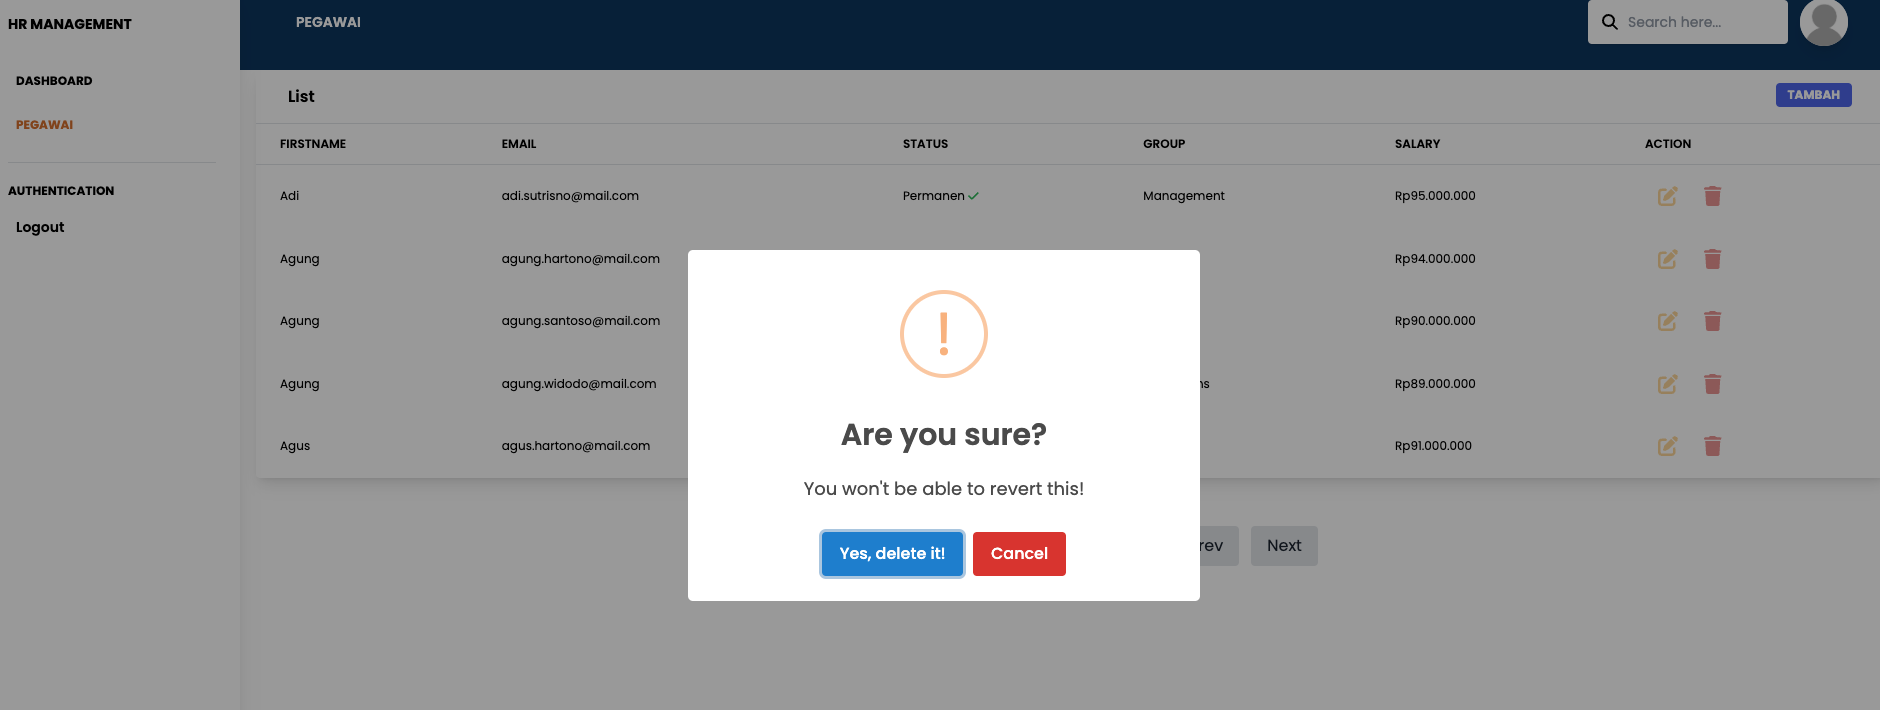 HR MANAGEMENT
DASHBOARD
PEGAWAI
AUTHENTICATION
Logout
PEGAWAI
Search here...
List
TAMBAH
FIRSTNAME EMAIL STATUS GROUP SALARY ACTION
Adi adi.sutrisno@mail.com Permanen Management Rp95.000.000
Agung agung.hartono@mail.com Rp94.000.000
Agung agung.santoso@mail.com Rp90.000.000
Agung agung.widodo@mail.com Rp89.000.000
Agus agus.hartono@mail.com Rp91.000.000
!
Are you sure?
You won't be able to revert this!
Yes, delete it! Cancel
Next